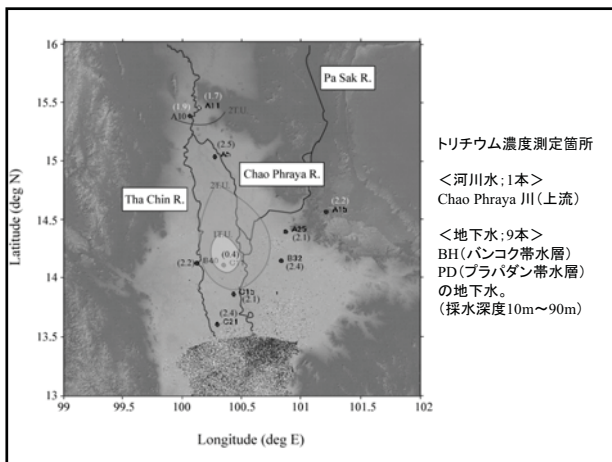 16
15.5
15
14.5
14
13.5
13
99
99.5
100
100.5
101
101.5
102
Latitude (deg N)
Longitude (deg E)
Pa Sak R.
Chao Phraya R.
Tha Chin R.
(1.7)
(1.9)
A11
A10
2T.U.
(2.5)
2T.U.
(2.2)
(2.1)
1T.U.
(0.4)
(2.2)
B32
(2.4)
(2.1)
(2.4)
C21
トリチウム濃度測定箇所
<河川水;1本>
Chao Phraya 川(上流)
<地下水;9本>
BH(バンコク帯水層)
PD(プラパダン帯水層)
の地下水。
(採水深度10m~90m)